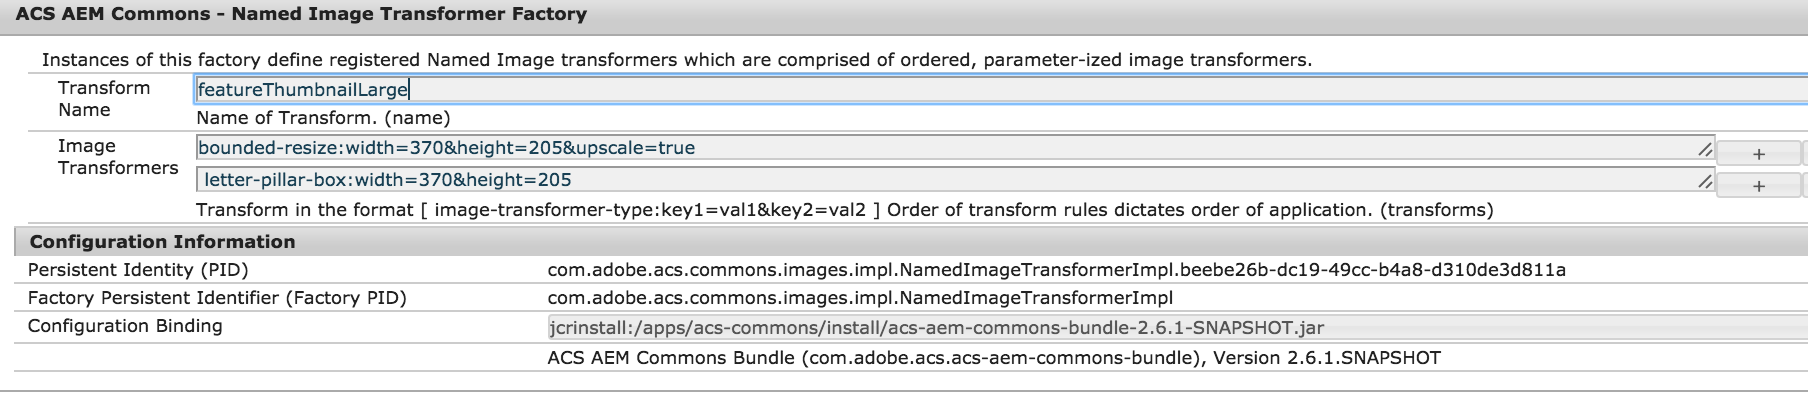 ACS AEM Commons - Named Image Transformer Factory
Instances of this factory define registered Named Image transformers which are comprised of ordered, parameter-ized image transformers.
Transform Name
featureThumbnailLarge
Name of Transform. (name)
Image Transformers
bounded-resize:width=370&height=205&upscale=true
+
letter-pillar-box:width=370&height=205
+
Transform in the format [ image-transformer-type:key1=val1&key2=val2 ] Order of transform rules dictates order of application. (transforms)
Configuration Information
Persistent Identity (PID) com.adobe.acs.commons.images.impl.NamedImageTransformerImpl.beebe26b-dc19-49cc-b4a8-d310de3d811a
Factory Persistent Identifier (Factory PID) com.adobe.acs.commons.images.impl.NamedImageTransformerImpl
Configuration Binding jcrinstall:/apps/acs-commons/install/acs-aem-commons-bundle-2.6.1-SNAPSHOT.jar
ACS AEM Commons Bundle (com.adobe.acs.acs-aem-commons-bundle), Version 2.6.1.SNAPSHOT